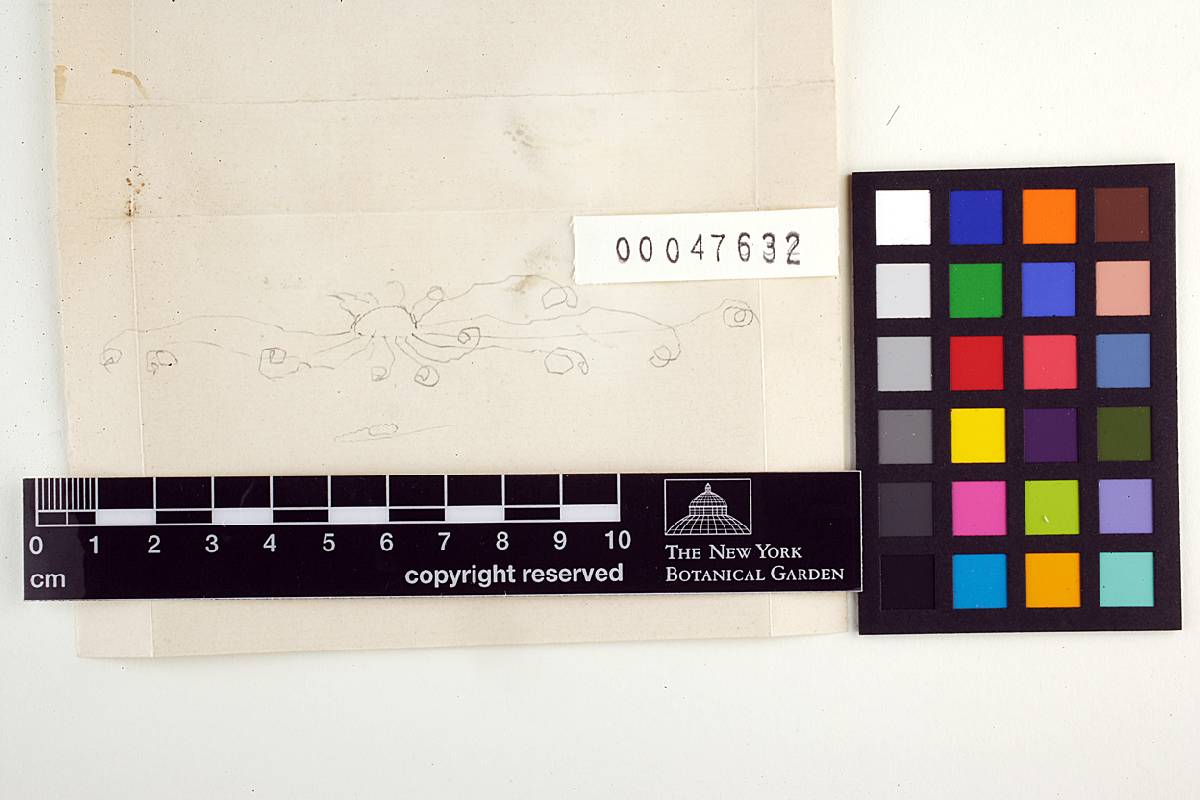 00047632
0 1 2 3 4 5 6 7 8 9 10
cm
copyright reserved
THE NEW YORK
BOTANICAL GARDEN